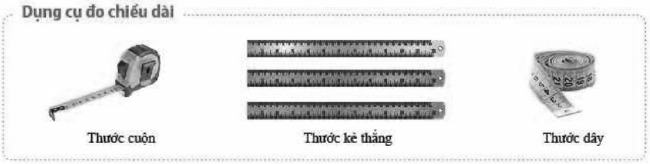 Dụng cụ đo chiều dài
Thước cuộn
Thước kẻ thẳng
Thước dây